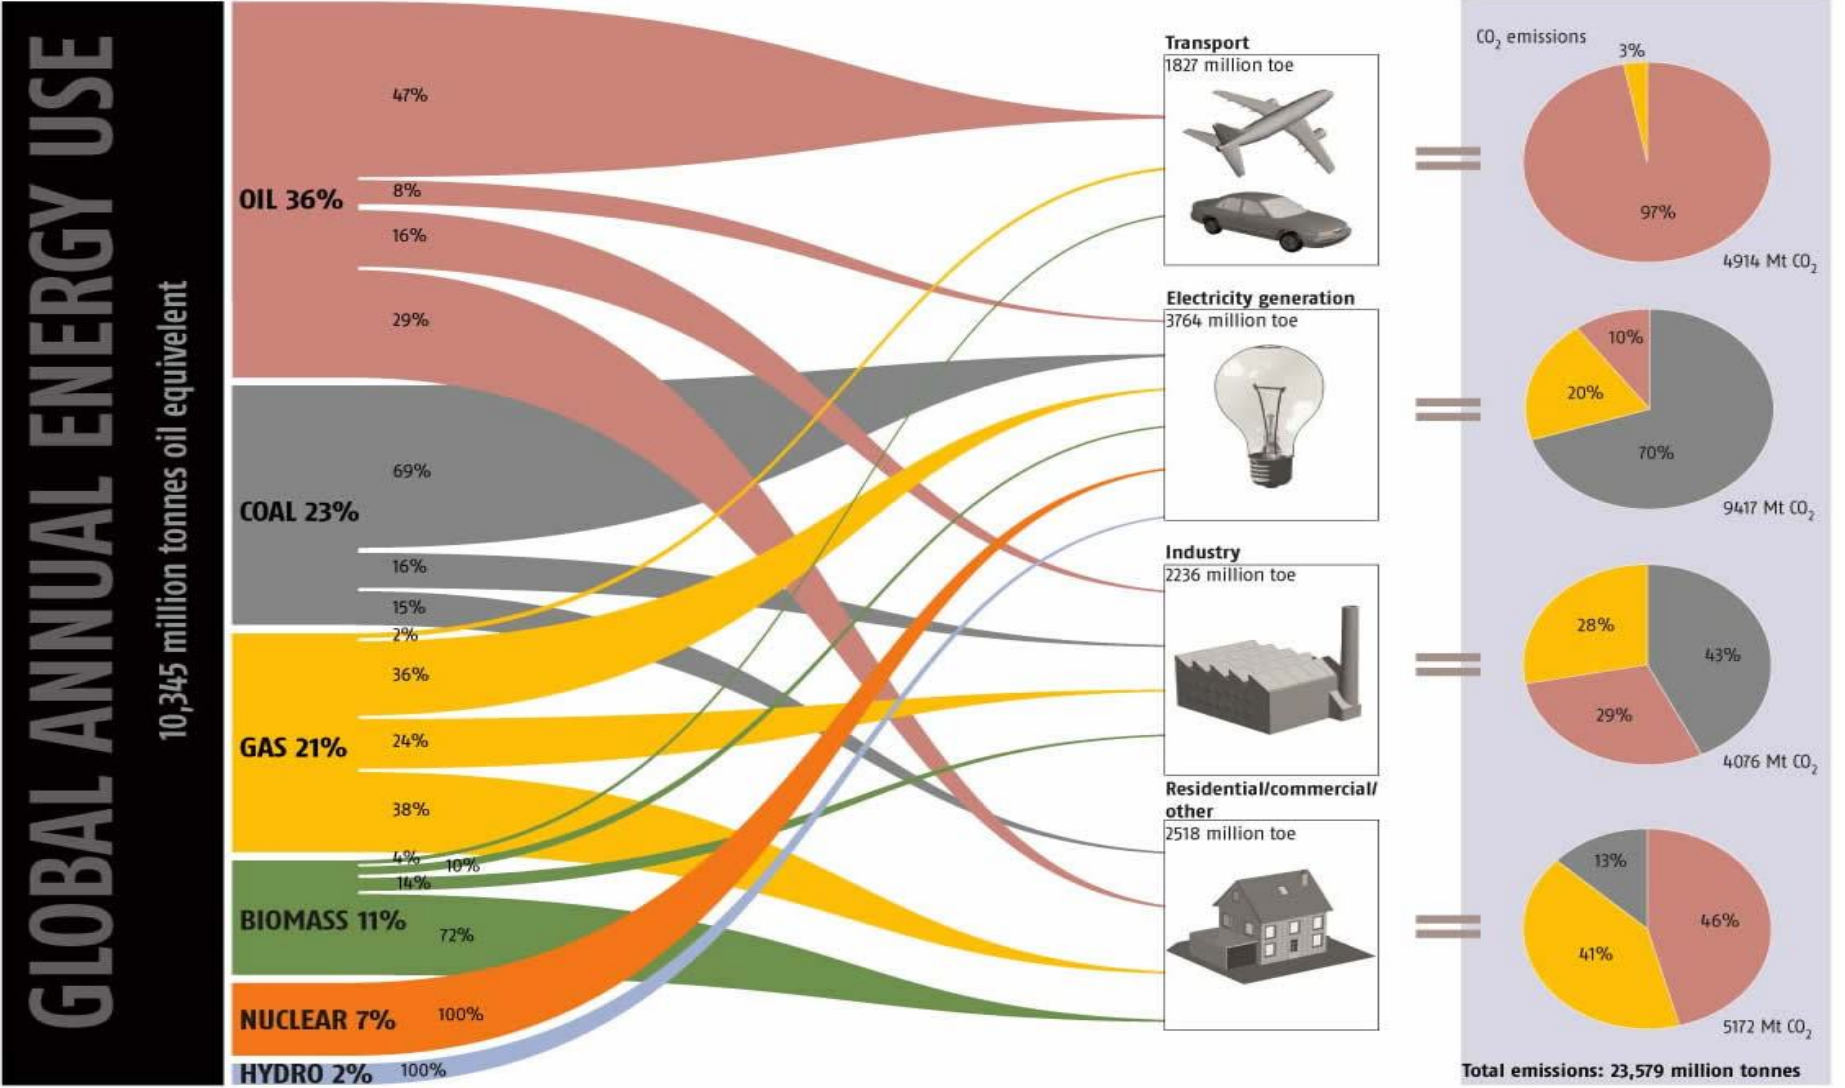 GLOBAL ANNUAL ENERGY USE
10,345 million tonnes oil equivelent
OIL 36%
47%
8%
16%
29%
COAL 23%
69%
16%
15%
GAS 21%
2%
36%
24%
38%
BIOMASS 11%
4%
10%
14%
72%
NUCLEAR 7%
100%
HYDRO 2%
100%
Transport
1827 million toe
Electricity generation
3764 million toe
Industry
2236 million toe
Residential/commercial/
other
2518 million toe
CO₂ emissions
3%
97%
4914 Mt CO₂
10%
20%
70%
9417 Mt CO₂
28%
43%
29%
4076 Mt CO₂
13%
46%
41%
5172 Mt CO₂
Total emissions: 23,579 million tonnes